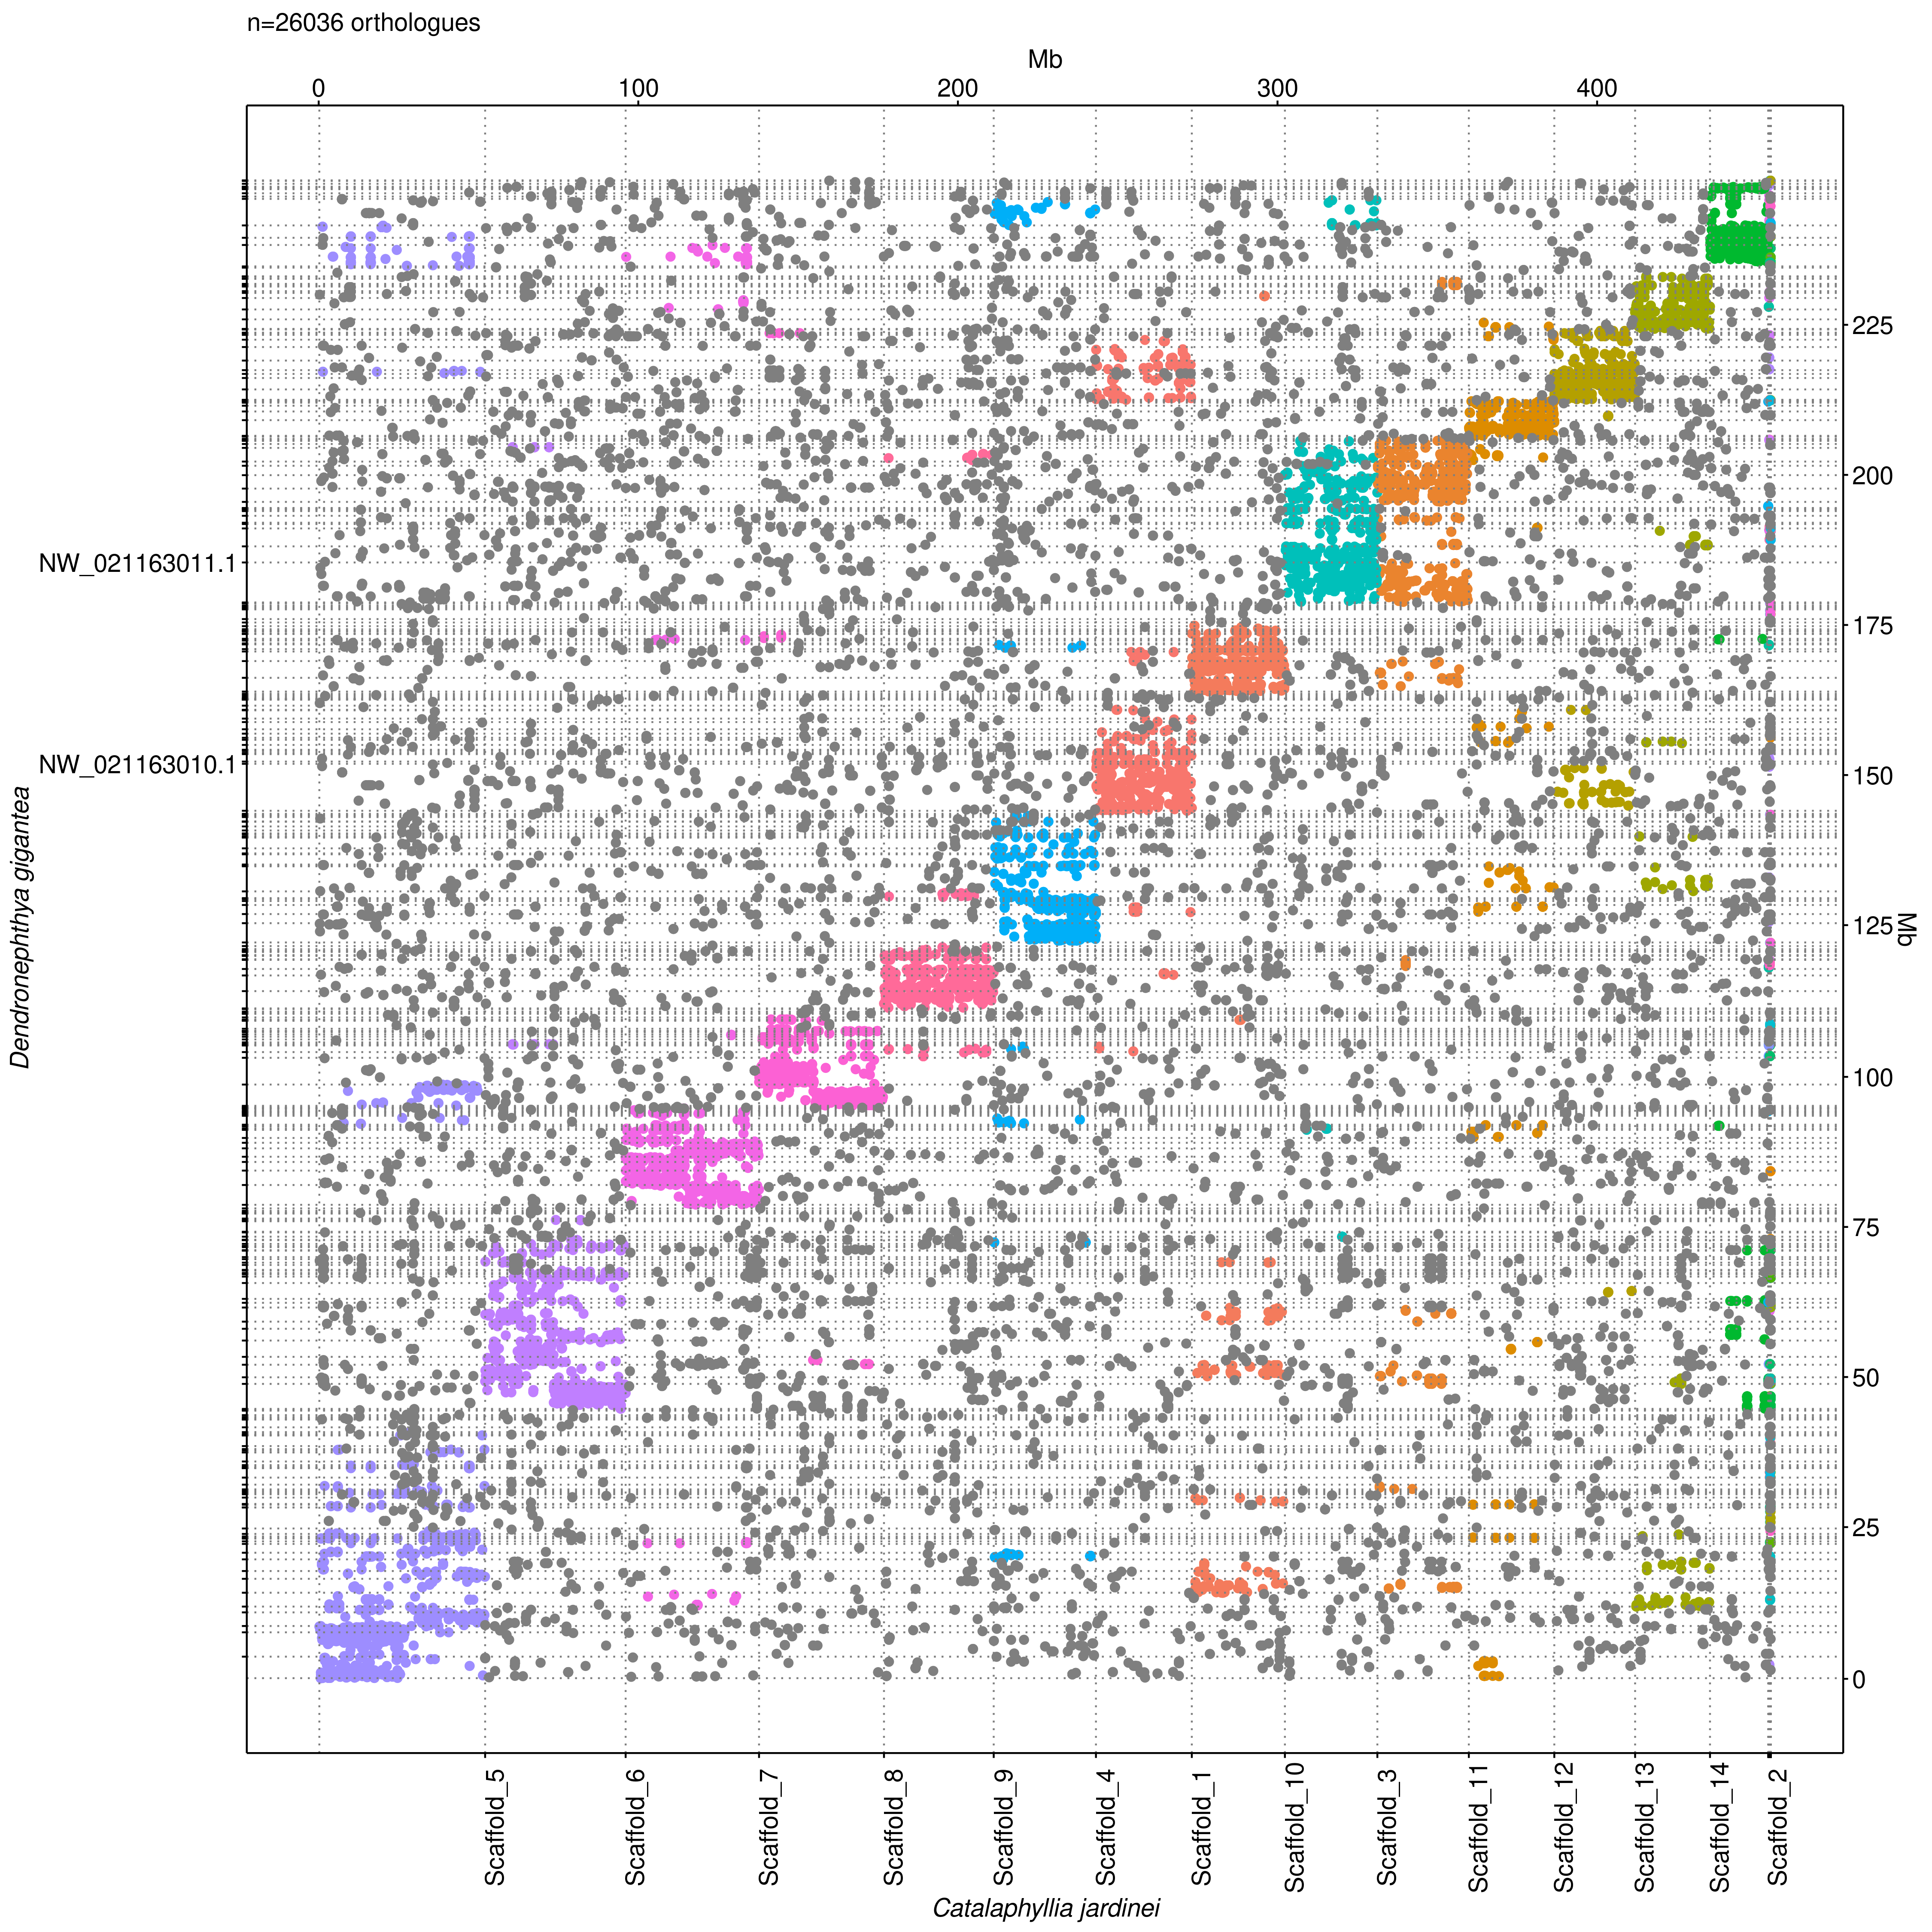 n=26036 orthologues
Mb
0 100 200 300 400
225
200
NW_021163011.1
175
NW_021163010.1
150
125
Mb
Dendronephthya gigantea
100
75
50
25
0
Scaffold_5
Scaffold_6
Scaffold_7
Scaffold_8
Scaffold_9
Scaffold_4
Scaffold_1
Scaffold_10
Scaffold_3
Scaffold_11
Scaffold_12
Scaffold_13
Scaffold_14
Scaffold_2
Catalaphyllia jardinei